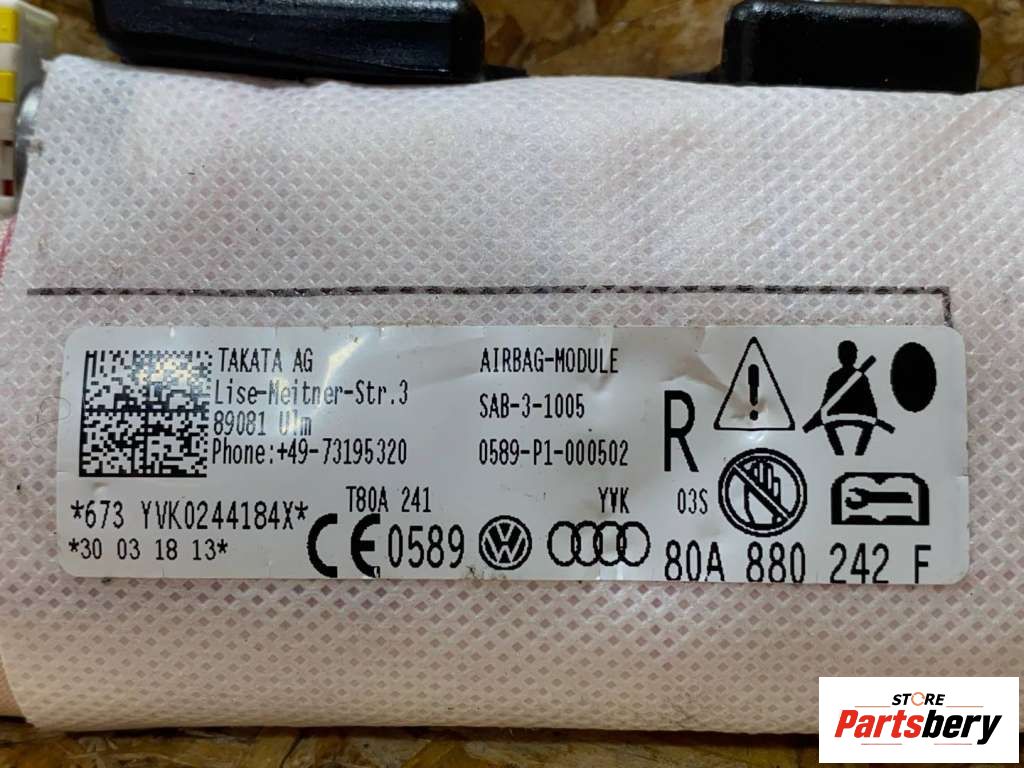 TAKATA AG
Lise-Meitner-Str.3
89081 Ulm
Phone:+49-73195320
AIRBAG-MODULE
SAB-3-1005
0589-P1-000502
R
*673 YVK0244184X*
*30 03 18 13*
T80A 241
YVK
03S
CE 0589
VW
80A 880 242 F
STORE
Partsbery